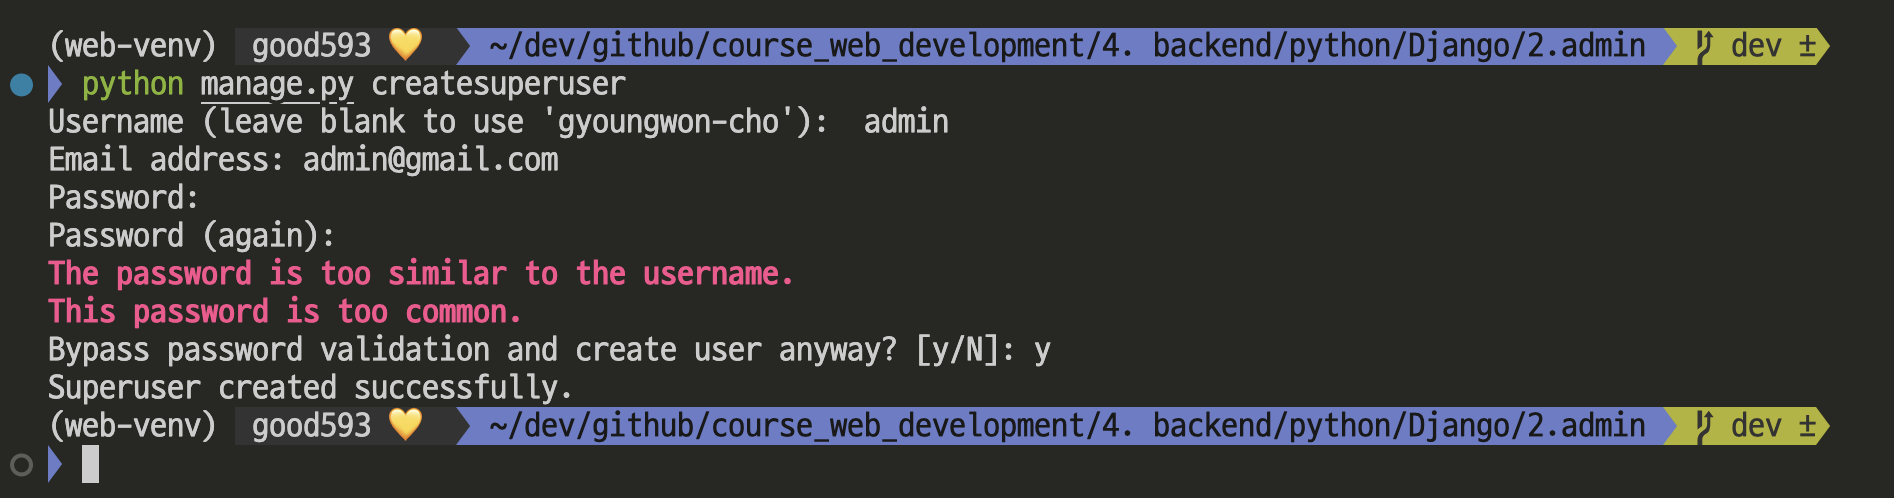 (web-venv) good593 💛 ~/dev/github/course_web_development/4. backend/python/Django/2.admin dev ±
python manage.py createsuperuser
Username (leave blank to use 'gyoungwon-cho'):  admin
Email address: admin@gmail.com
Password:
Password (again):
The password is too similar to the username.
This password is too common.
Bypass password validation and create user anyway? [y/N]: y
Superuser created successfully.
(web-venv) good593 💛 ~/dev/github/course_web_development/4. backend/python/Django/2.admin dev ±